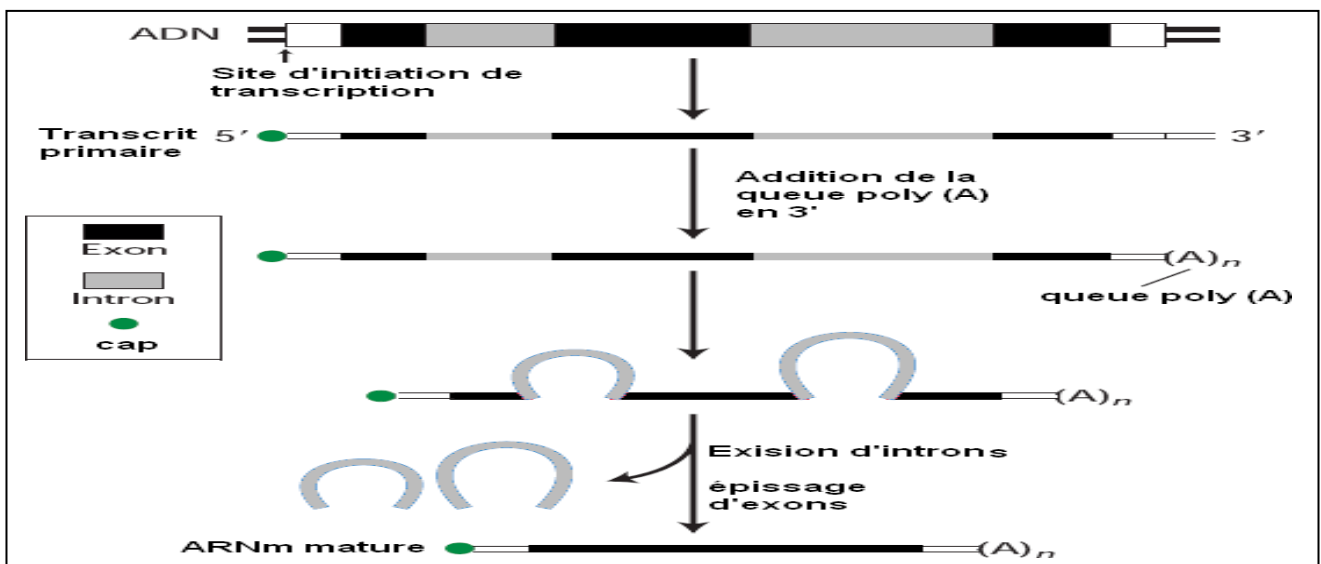 ADN
Site d'initiation de
transcription
Transcrit
primaire
5′
3′
Addition de la
queue poly (A)
en 3'
Exon
Intron
cap
(A)n
queue poly (A)
(A)n
Exision d'introns
épissage
d'exons
ARNm mature
(A)n